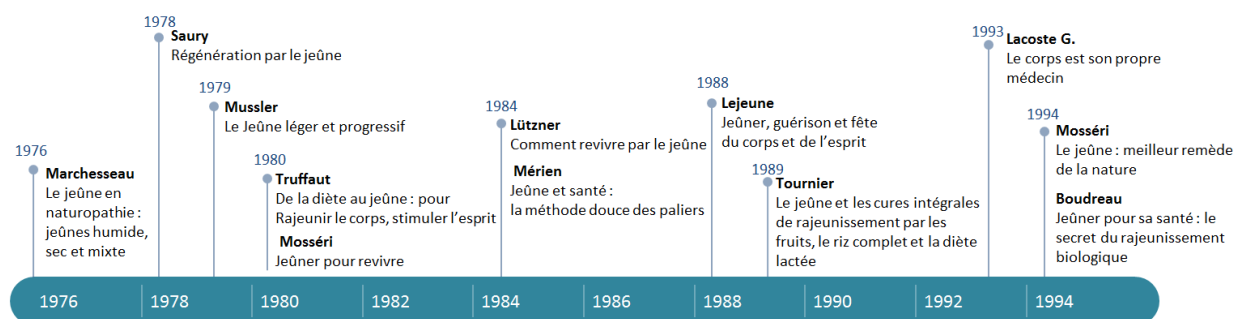 1976
Marchesseau
Le jeûne en
naturopathie :
jeûnes humide,
sec et mixte
1978
Saury
Régénération par le jeûne
1979
Mussler
Le Jeûne léger et progressif
1980
Truffaut
De la diète au jeûne : pour
Rajeunir le corps, stimuler l'esprit
Mosséri
Jeûner pour revivre
1984
Lützner
Comment revivre par le jeûne
Mérien
Jeûne et santé :
la méthode douce des paliers
1988
Lejeune
Jeûner, guérison et fête
du corps et de l'esprit
1989
Tournier
Le jeûne et les cures intégrales
de rajeunissement par les
fruits, le riz complet et la diète
lactée
1993
Lacoste G.
Le corps est son propre
médecin
1994
Mosséri
Le jeûne : meilleur remède
de la nature
Boudreau
Jeûner pour sa santé : le
secret du rajeunissement
biologique
1976 1978 1980 1982 1984 1986 1988 1990 1992 1994